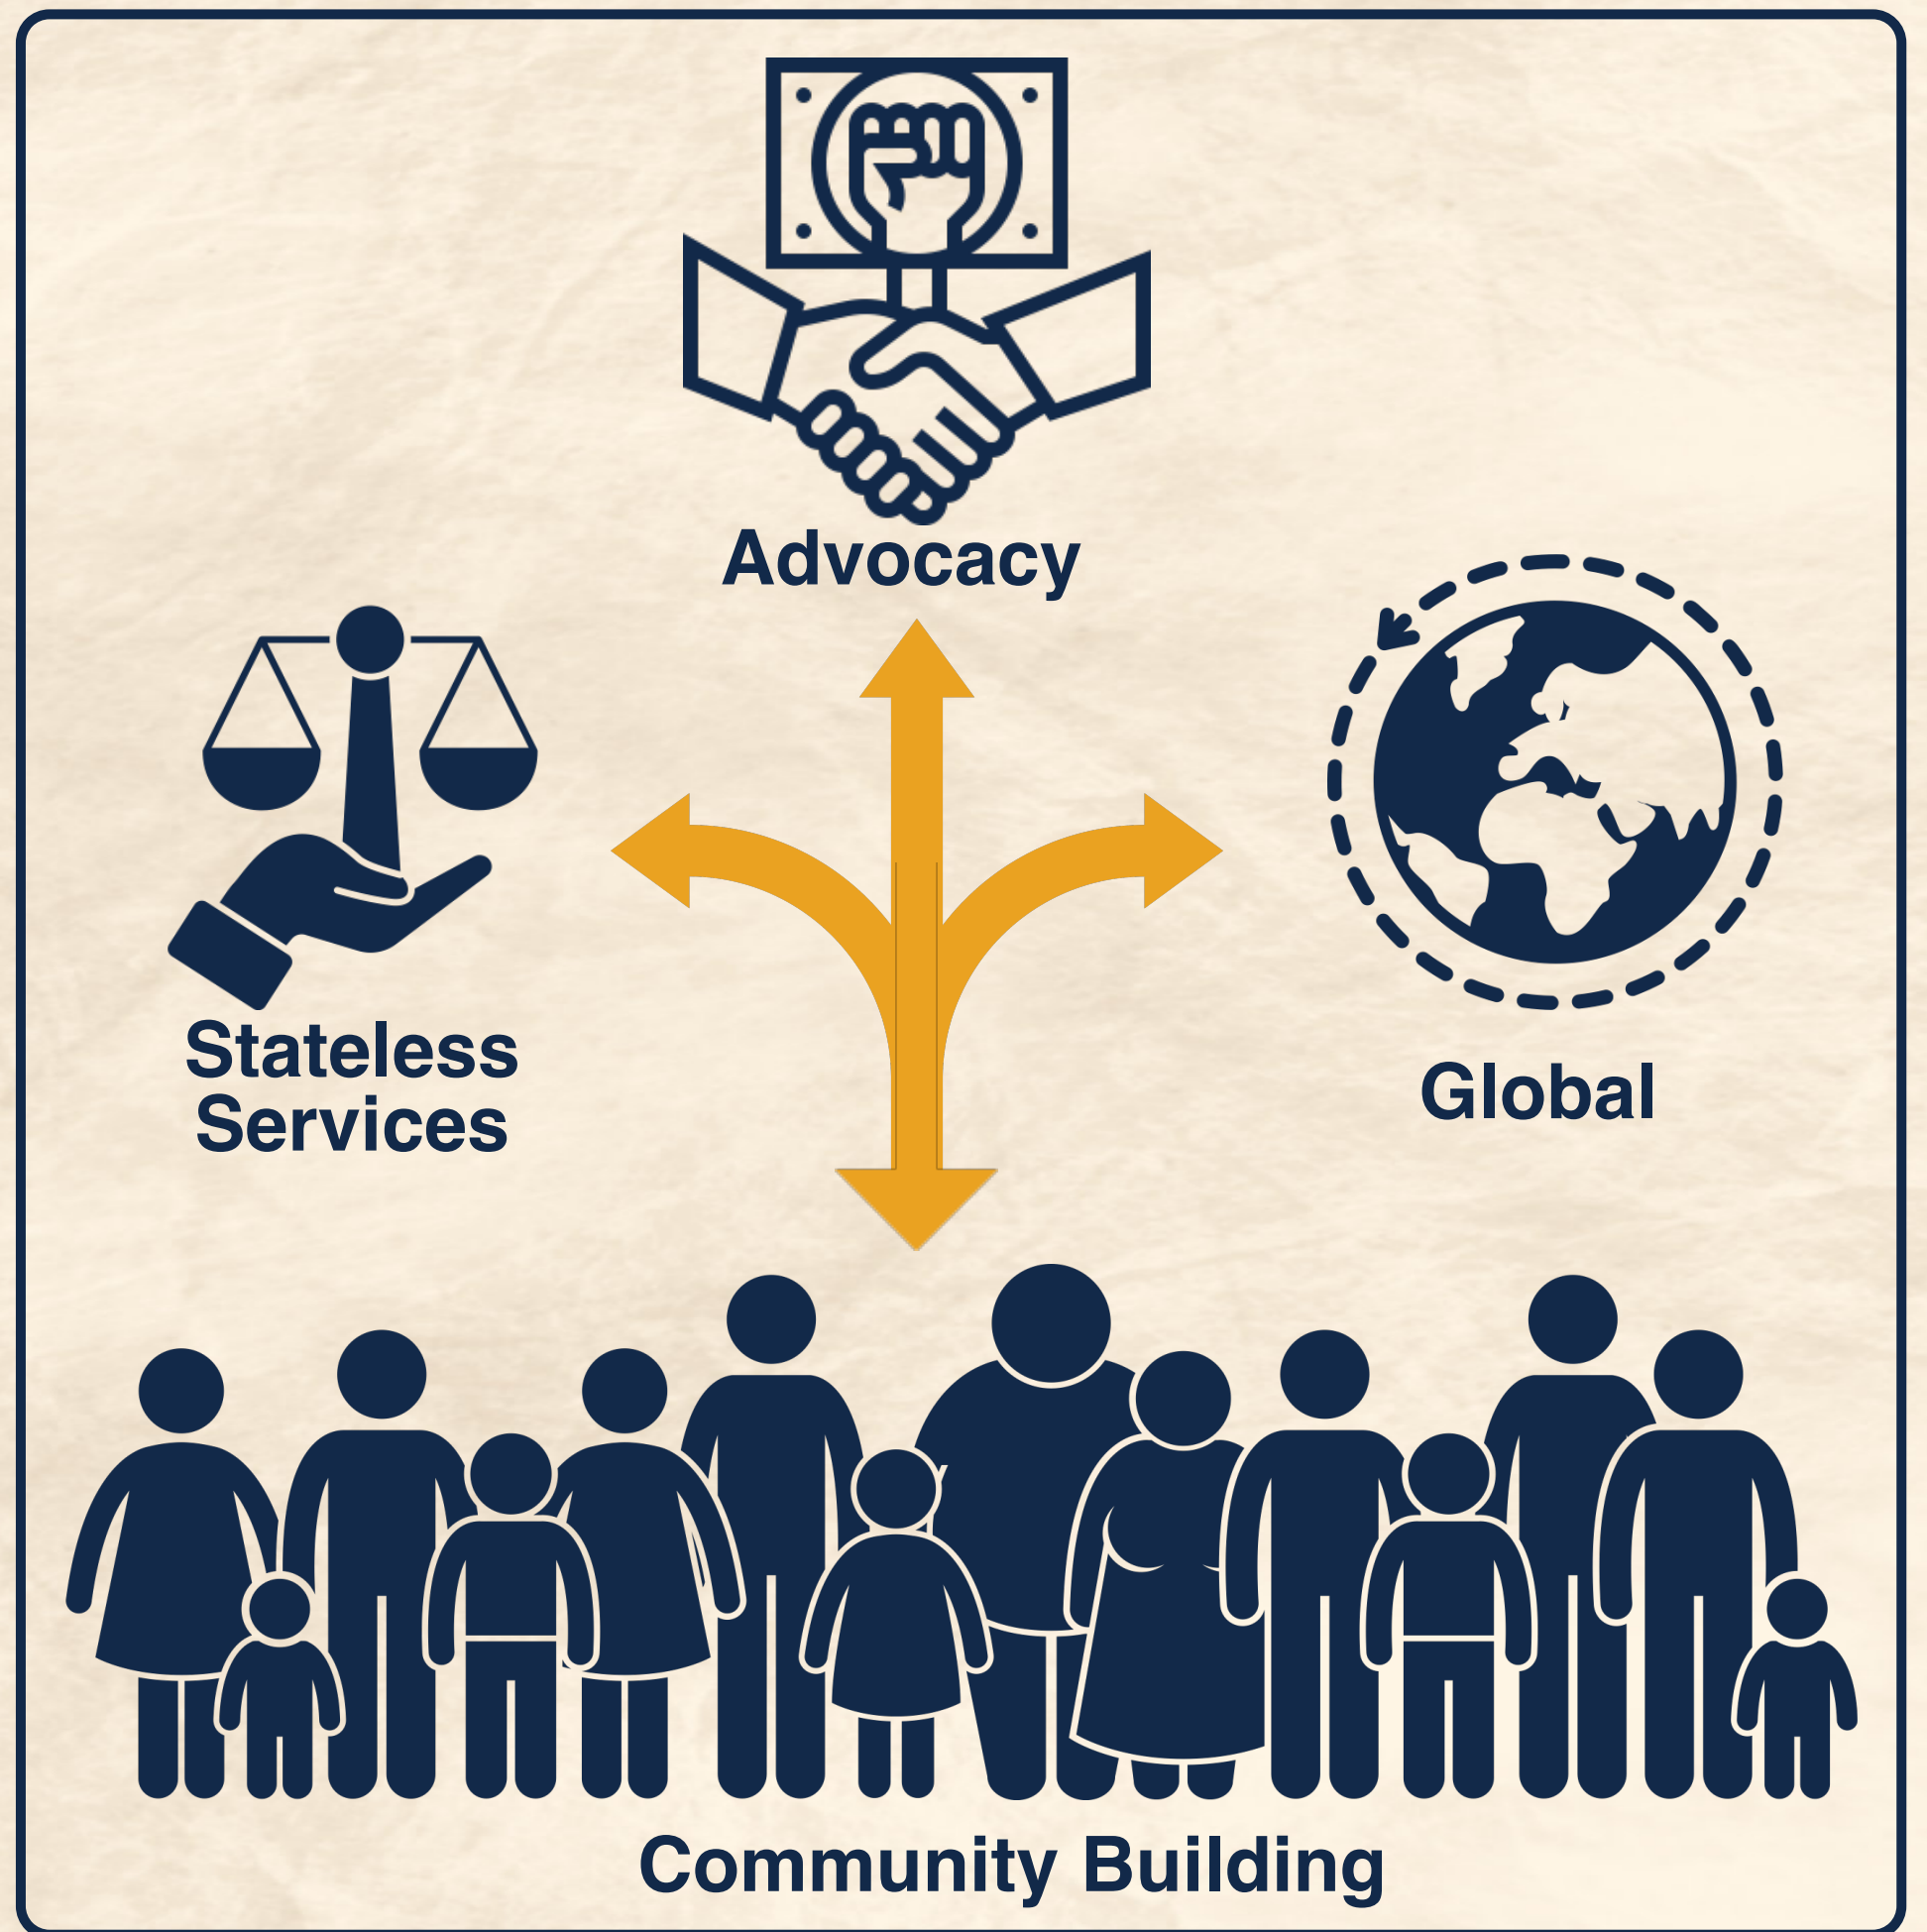 Advocacy
Stateless
Services
Global
Community Building